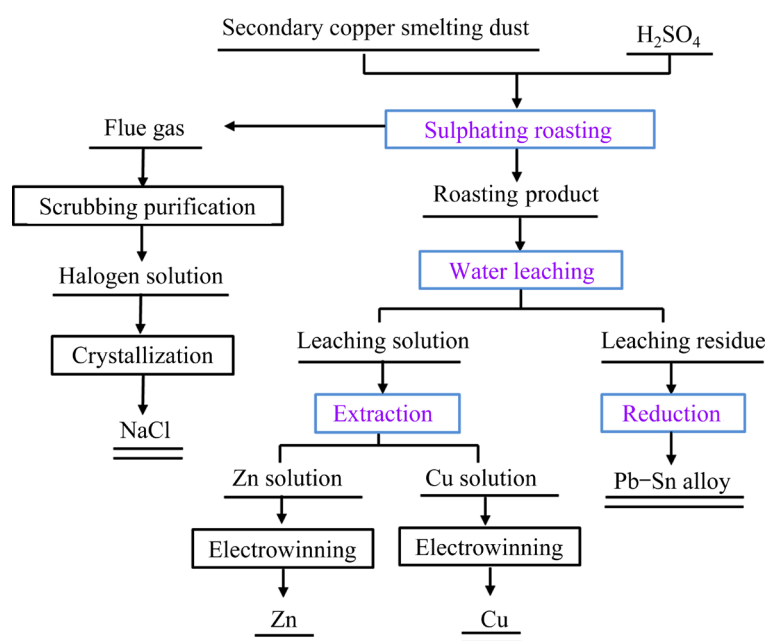 Secondary copper smelting dust
H₂SO₄
Flue gas
Sulphating roasting
Scrubbing purification
Roasting product
Halogen solution
Water leaching
Crystallization
Leaching solution
Leaching residue
NaCl
Extraction
Reduction
Zn solution
Cu solution
Pb−Sn alloy
Electrowinning
Electrowinning
Zn
Cu